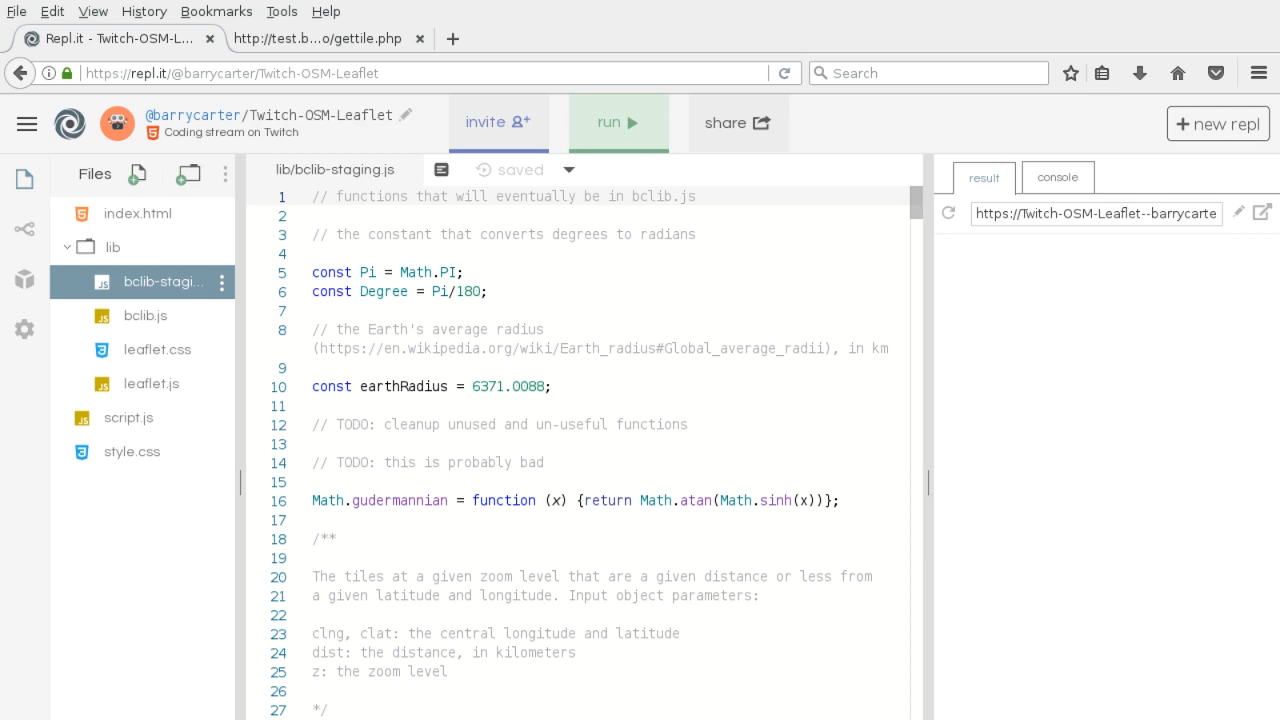 File Edit View History Bookmarks Tools Help
Repl.it - Twitch-OSM-L... × http://test.b...o/gettile.php ×
https://repl.it/@barrycarter/Twitch-OSM-Leaflet
Search
@barrycarter/Twitch-OSM-Leaflet
Coding stream on Twitch
invite
run
share
+ new repl
Files
index.html
lib
bclib-stagi...
bclib.js
leaflet.css
leaflet.js
script.js
style.css
lib/bclib-staging.js
saved
1 // functions that will eventually be in bclib.js
2
3 // the constant that converts degrees to radians
4
5 const Pi = Math.PI;
6 const Degree = Pi/180;
7
8 // the Earth's average radius
(https://en.wikipedia.org/wiki/Earth_radius#Global_average_radii), in km
9
10 const earthRadius = 6371.0088;
11
12 // TODO: cleanup unused and un-useful functions
13
14 // TODO: this is probably bad
15
16 Math.gudermannian = function (x) {return Math.atan(Math.sinh(x))};
17
18 /**
19
20 The tiles at a given zoom level that are a given distance or less from
21 a given latitude and longitude. Input object parameters:
22
23 clng, clat: the central longitude and latitude
24 dist: the distance, in kilometers
25 z: the zoom level
26
27 */
result
console
https://Twitch-OSM-Leaflet--barrycarte